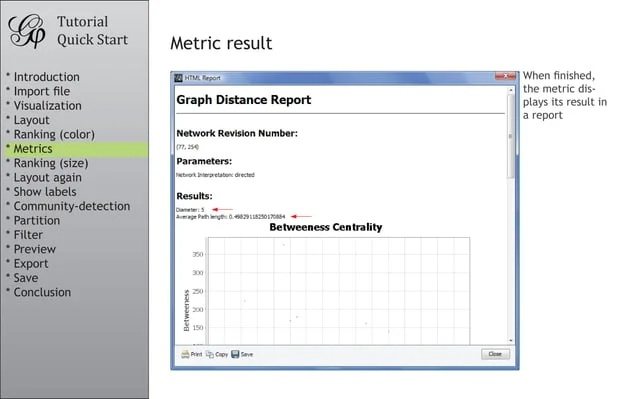 Tutorial
Quick Start
* Introduction
* Import file
* Visualization
* Layout
* Ranking (color)
* Metrics
* Ranking (size)
* Layout again
* Show labels
* Community-detection
* Partition
* Filter
* Preview
* Export
* Save
* Conclusion
Metric result
HTML Report
Graph Distance Report
Network Revision Number:
(77, 254)
Parameters:
Network Interpretation: directed
Results:
Diameter: 5
Average Path length: 0.49829118250170884
Betweeness Centrality
350
300
250
200
150
100
Betweeness
Print Copy Save
Close
When finished,
the metric dis-
plays its result in
a report